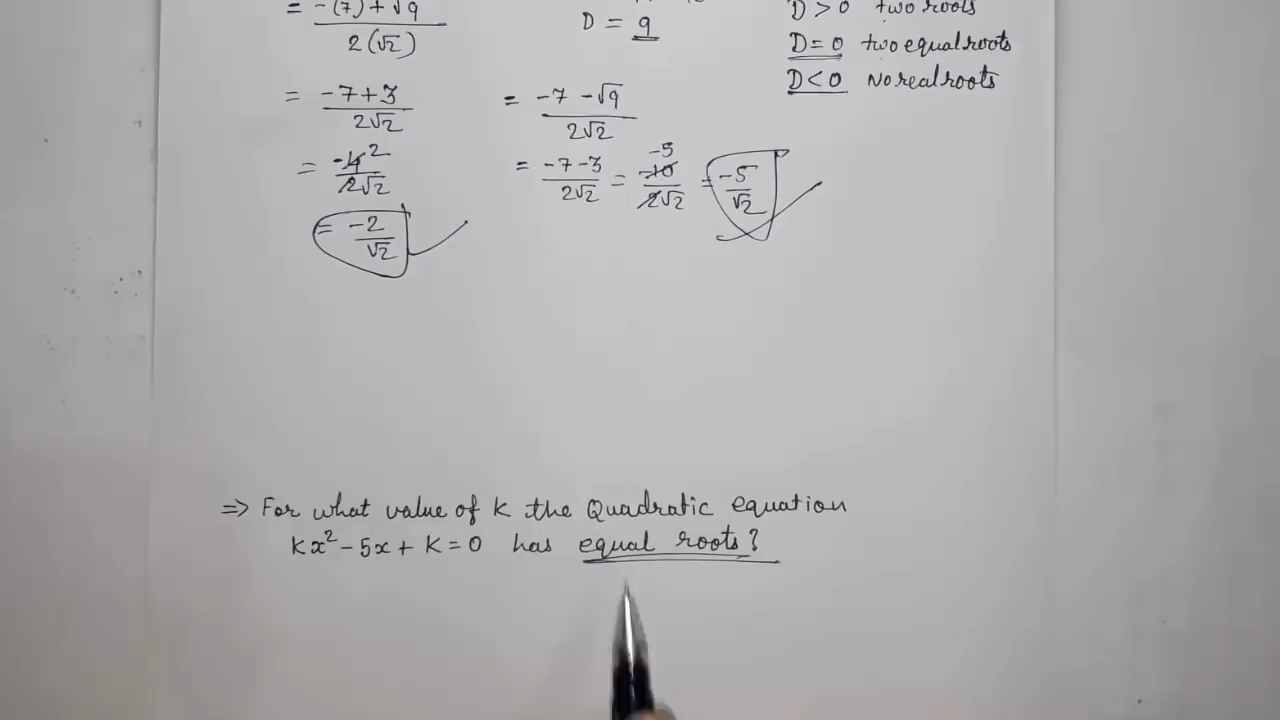 = -(7) + √9 / 2(√2)
D = 9
D > 0 two roots
D = 0 two equal roots
D < 0 No real roots
= -7 + 3 / 2√2
= -4 2 / 2√2
= -2 / √2
= -7 - √9 / 2√2
= -7 - 3 / 2√2 = -10 -5 / 2√2 = -5 / √2
⇒ For what value of K the Quadratic equation
Kx² - 5x + K = 0 has equal roots?